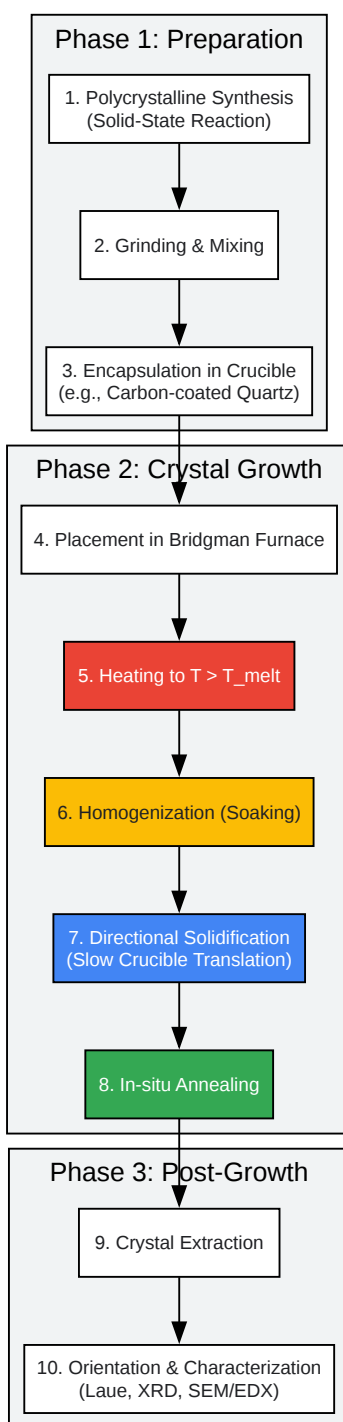 Phase 1: Preparation
1. Polycrystalline Synthesis
(Solid-State Reaction)
2. Grinding & Mixing
3. Encapsulation in Crucible
(e.g., Carbon-coated Quartz)
Phase 2: Crystal Growth
4. Placement in Bridgman Furnace
5. Heating to T > T_melt
6. Homogenization (Soaking)
7. Directional Solidification
(Slow Crucible Translation)
8. In-situ Annealing
Phase 3: Post-Growth
9. Crystal Extraction
10. Orientation & Characterization
(Laue, XRD, SEM/EDX)